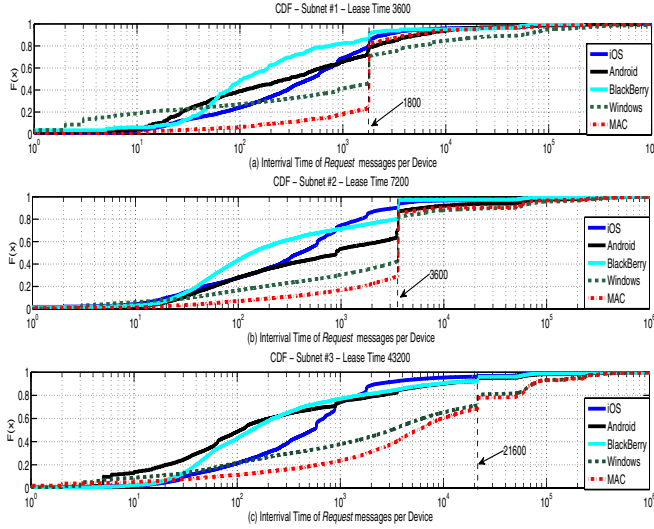 CDF – Subnet #1 – Lease Time 3600
F(x)
1
0.8
0.6
0.4
0.2
0
iOS
Android
BlackBerry
Windows
MAC
1800
10^0 10^1 10^2 10^3 10^4 10^5 10^6
(a) Interrival Time of Request messages per Device
CDF – Subnet #2 – Lease Time 7200
F(x)
1
0.8
0.6
0.4
0.2
0
iOS
Android
BlackBerry
Windows
MAC
3600
10^0 10^1 10^2 10^3 10^4 10^5 10^6
(b) Interrival Time of Request messages per Device
CDF – Subnet #3 – Lease Time 43200
F(x)
1
0.8
0.6
0.4
0.2
0
iOS
Android
BlackBerry
Windows
MAC
21600
10^0 10^1 10^2 10^3 10^4 10^5 10^6
(c) Interrival Time of Request messages per Device